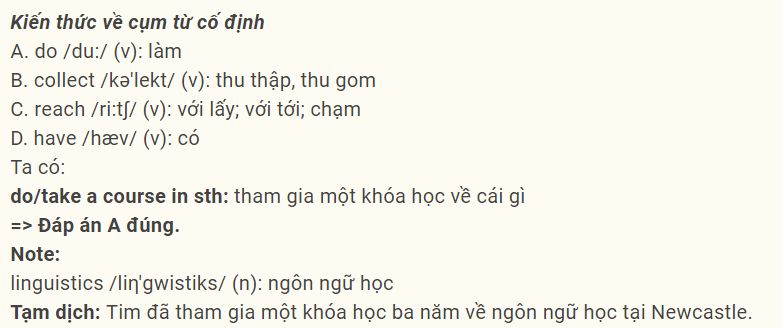 Kiến thức về cụm từ cố định
A. do /du:/ (v): làm
B. collect /kə'lekt/ (v): thu thập, thu gom
C. reach /ri:tʃ/ (v): với lấy; với tới; chạm
D. have /hæv/ (v): có
Ta có:
do/take a course in sth: tham gia một khóa học về cái gì
=> Đáp án A đúng.
Note:
linguistics /liη'gwistiks/ (n): ngôn ngữ học
Tạm dịch: Tim đã tham gia một khóa học ba năm về ngôn ngữ học tại Newcastle.